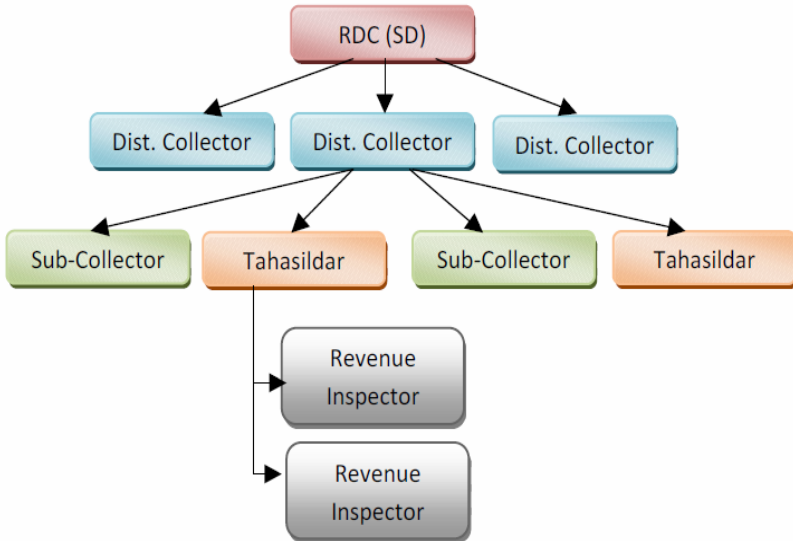 RDC (SD)
Dist. Collector
Dist. Collector
Dist. Collector
Sub-Collector
Tahasildar
Sub-Collector
Tahasildar
Revenue
Inspector
Revenue
Inspector